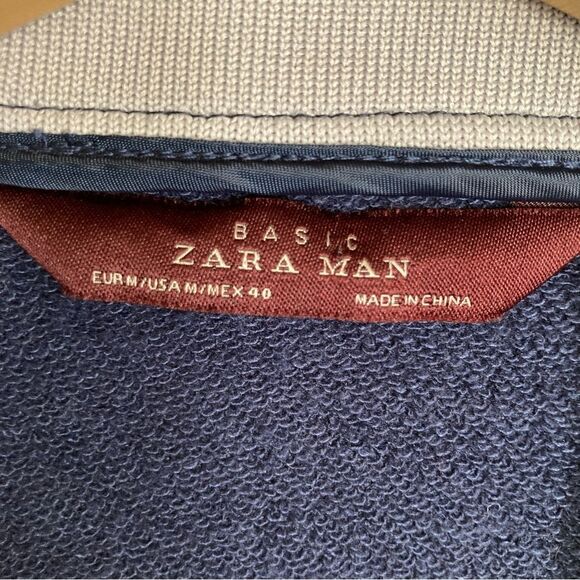 BASIC
ZARA MAN
EUR M/USA M/MEX 40 MADE IN CHINA